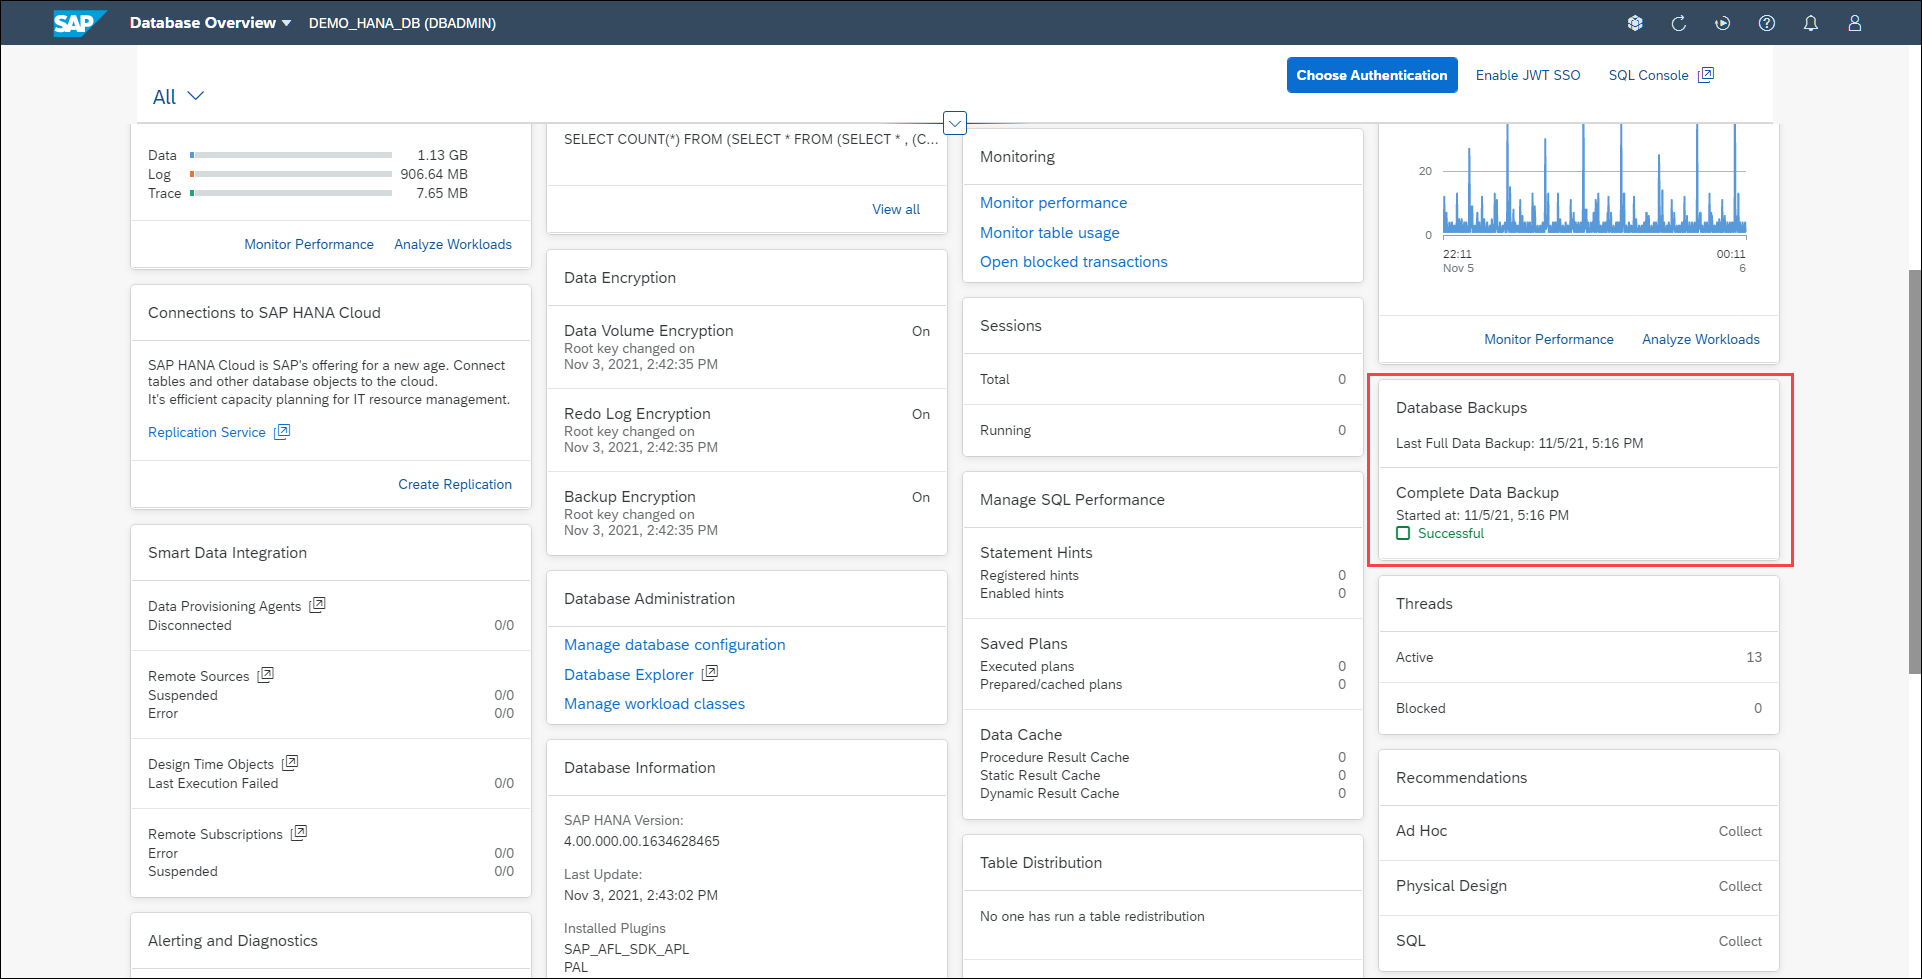 SAP
Database Overview
DEMO_HANA_DB (DBADMIN)
All
Choose Authentication
Enable JWT SSO
SQL Console
Data 1.13 GB
Log 906.64 MB
Trace 7.65 MB
Monitor Performance Analyze Workloads
Connections to SAP HANA Cloud
SAP HANA Cloud is SAP's offering for a new age. Connect
tables and other database objects to the cloud.
It's efficient capacity planning for IT resource management.
Replication Service
Create Replication
Smart Data Integration
Data Provisioning Agents
Disconnected 0/0
Remote Sources
Suspended 0/0
Error 0/0
Design Time Objects
Last Execution Failed 0/0
Remote Subscriptions
Error 0/0
Suspended 0/0
Alerting and Diagnostics
SELECT COUNT(*) FROM (SELECT * FROM (SELECT * , (C...
View all
Data Encryption
Data Volume Encryption On
Root key changed on
Nov 3, 2021, 2:42:35 PM
Redo Log Encryption On
Root key changed on
Nov 3, 2021, 2:42:35 PM
Backup Encryption On
Root key changed on
Nov 3, 2021, 2:42:35 PM
Database Administration
Manage database configuration
Database Explorer
Manage workload classes
Database Information
SAP HANA Version:
4.00.000.00.1634628465
Last Update:
Nov 3, 2021, 2:43:02 PM
Installed Plugins
SAP_AFL_SDK_APL
PAL
Monitoring
Monitor performance
Monitor table usage
Open blocked transactions
Sessions
Total 0
Running 0
Manage SQL Performance
Statement Hints
Registered hints 0
Enabled hints 0
Saved Plans
Executed plans 0
Prepared/cached plans 0
Data Cache
Procedure Result Cache 0
Static Result Cache 0
Dynamic Result Cache 0
Table Distribution
No one has run a table redistribution
20
0
22:11 00:11
Nov 5 6
Monitor Performance Analyze Workloads
Database Backups
Last Full Data Backup: 11/5/21, 5:16 PM
Complete Data Backup
Started at: 11/5/21, 5:16 PM
Successful
Threads
Active 13
Blocked 0
Recommendations
Ad Hoc Collect
Physical Design Collect
SQL Collect